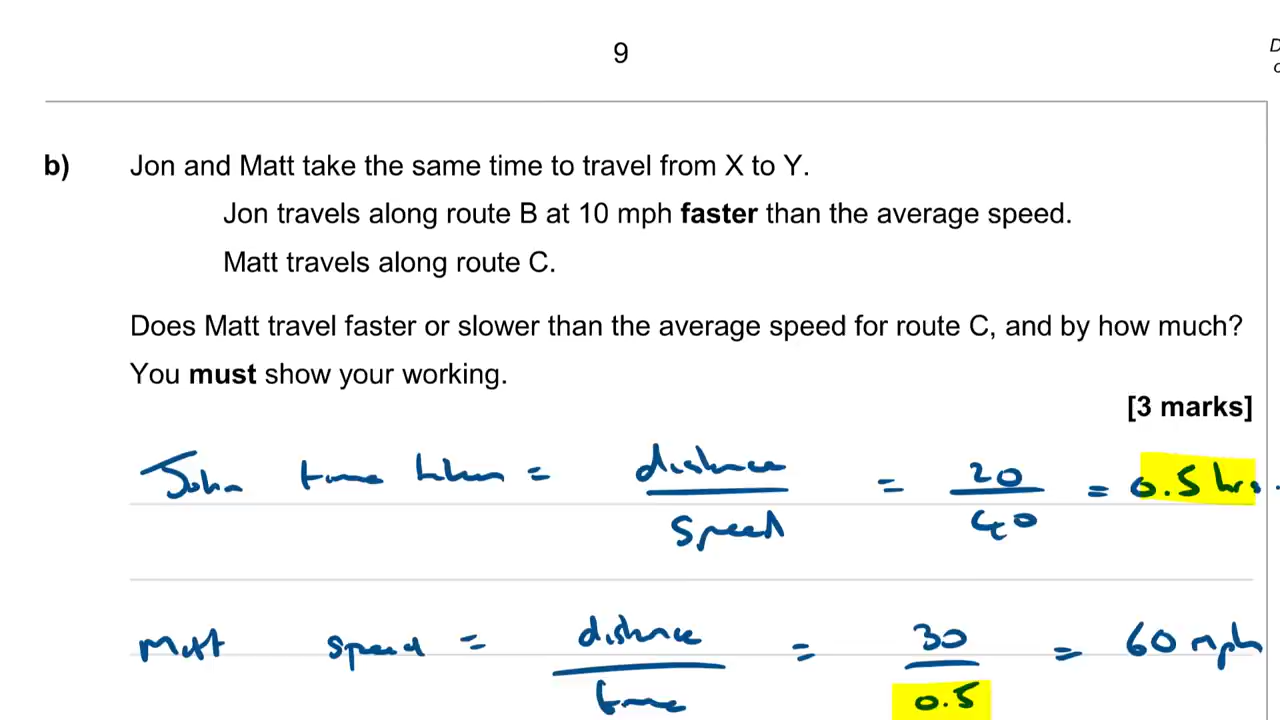 9
D
b) Jon and Matt take the same time to travel from X to Y.
Jon travels along route B at 10 mph faster than the average speed.
Matt travels along route C.
Does Matt travel faster or slower than the average speed for route C, and by how much?
You must show your working.
[3 marks]
John time taken = distance / speed = 20 / 40 = 0.5 hrs.
Matt speed = distance / time = 30 / 0.5 = 60 mph